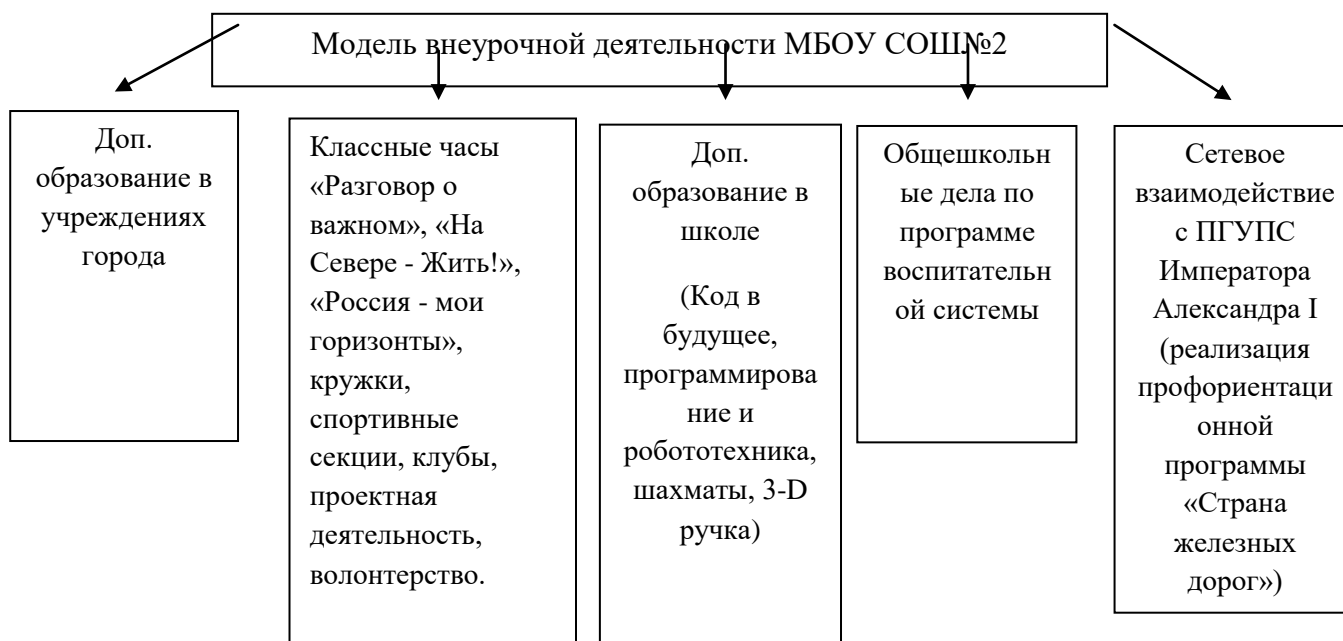 Модель внеурочной деятельности МБОУ СОШ№2
Доп.
образование в
учреждениях
города
Классные часы
«Разговор о
важном», «На
Севере - Жить!»,
«Россия - мои
горизонты»,
кружки,
спортивные
секции, клубы,
проектная
деятельность,
волонтерство.
Доп.
образование в
школе
(Код в
будущее,
программирова
ние и
робототехника,
шахматы, 3-D
ручка)
Общешкольн
ые дела по
программе
воспитательн
ой системы
Сетевое
взаимодействие
с ПГУПС
Императора
Александра I
(реализация
профориентаци
онной
программы
«Страна
железных
дорог»)